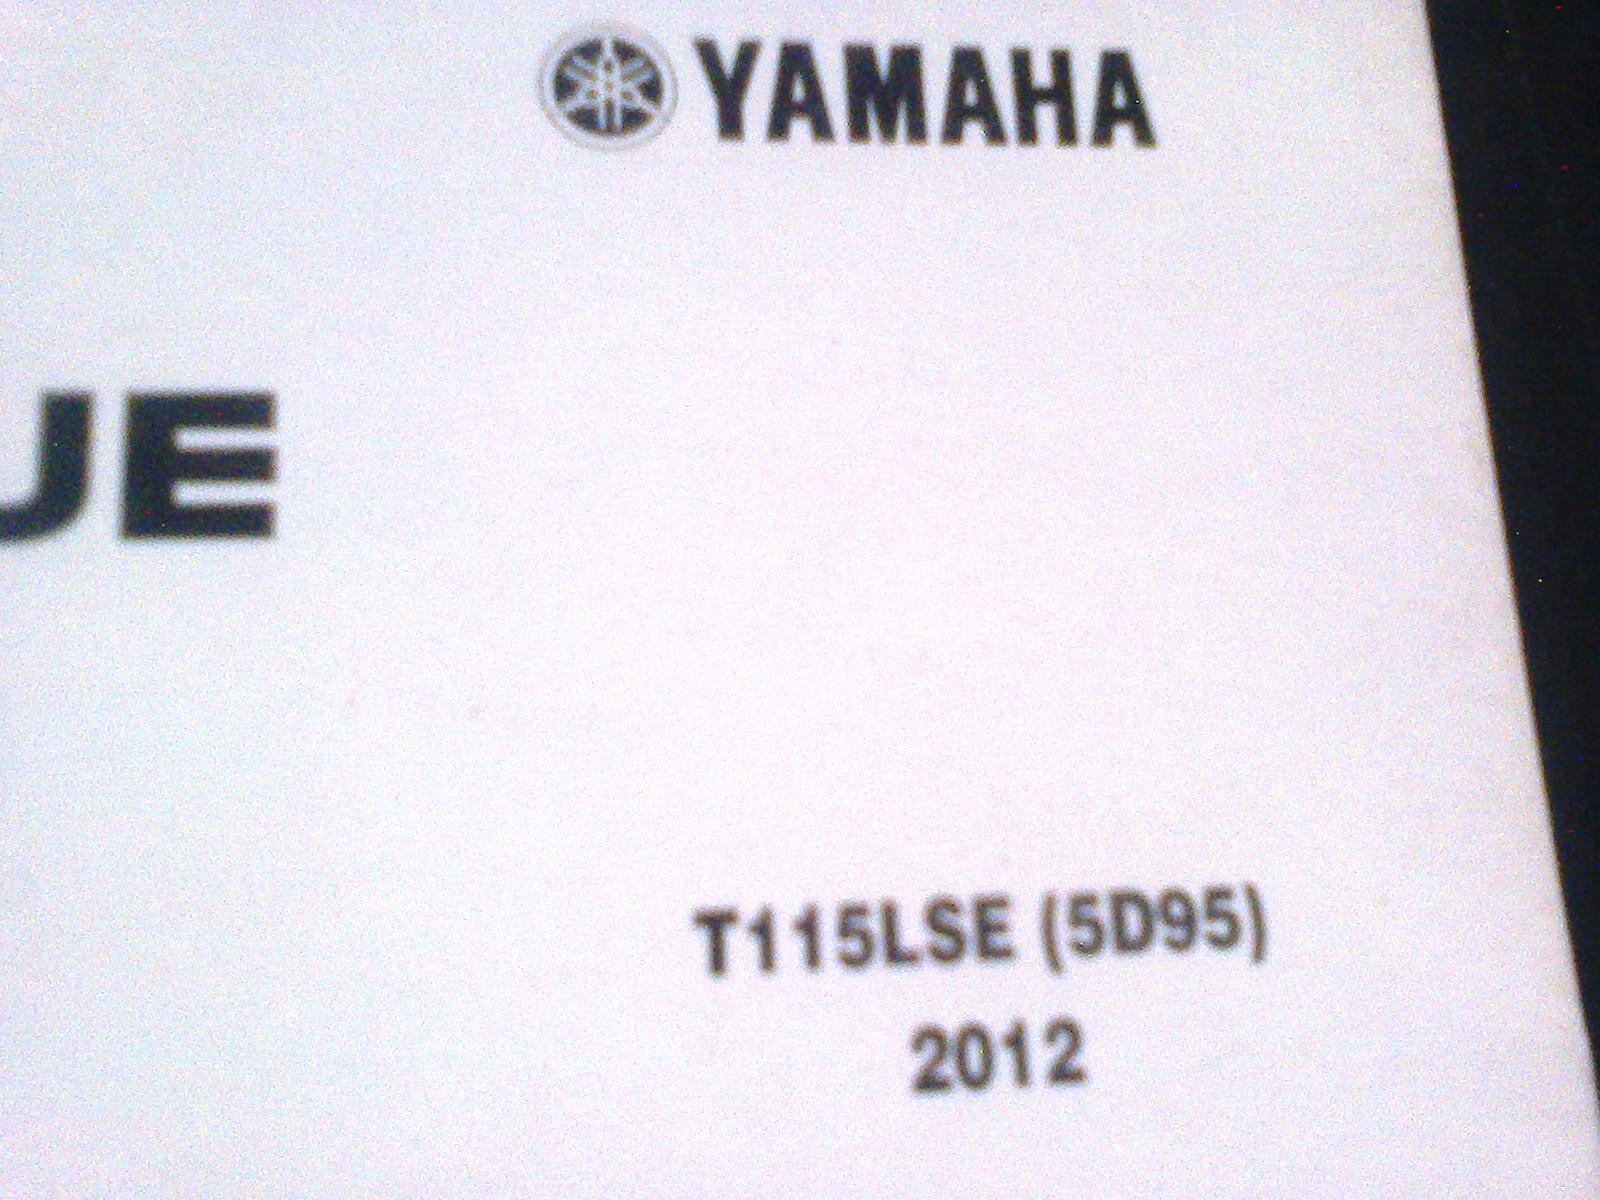 YAMAHA
UE
T115LSE (5D95)
2012